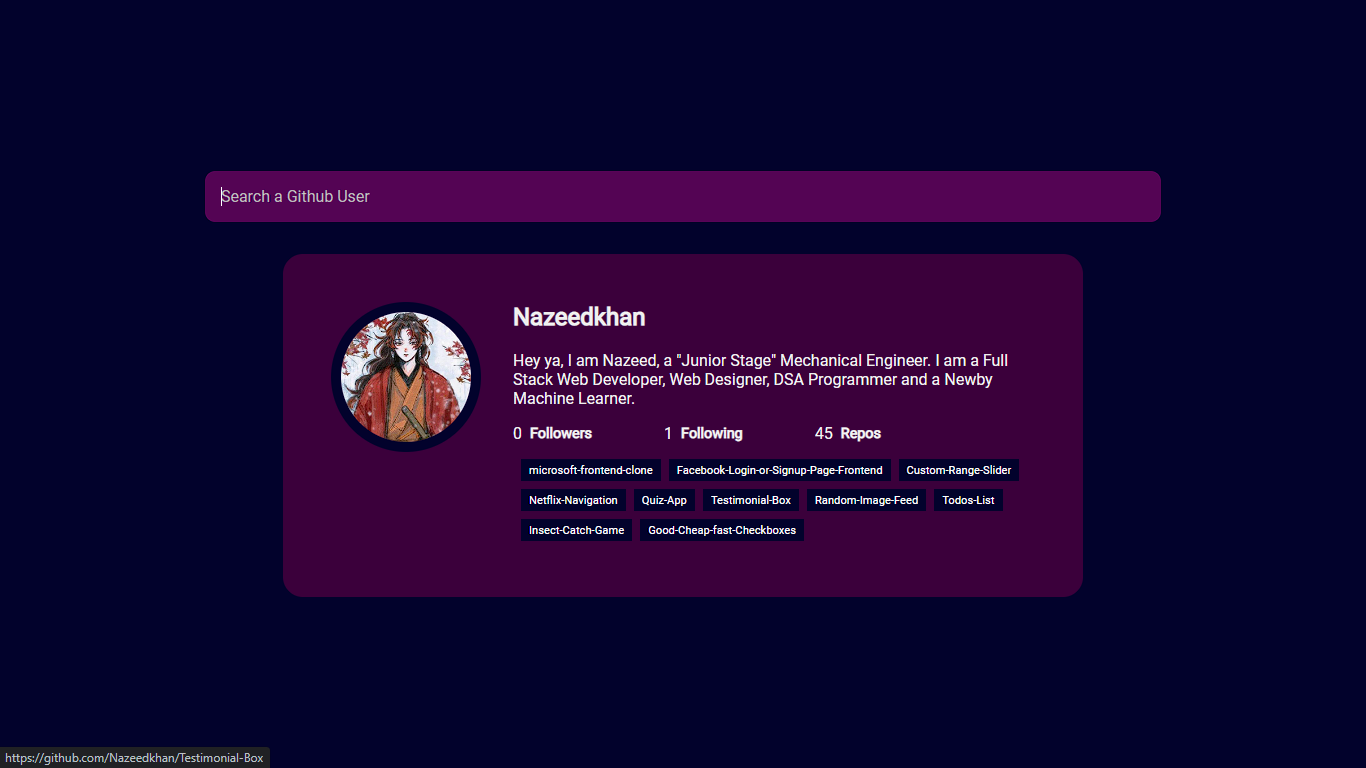 Search a Github User
Nazeedkhan
Hey ya, I am Nazeed, a "Junior Stage" Mechanical Engineer. I am a Full
Stack Web Developer, Web Designer, DSA Programmer and a Newby
Machine Learner.
0 Followers 1 Following 45 Repos
microsoft-frontend-clone Facebook-Login-or-Signup-Page-Frontend Custom-Range-Slider
Netflix-Navigation Quiz-App Testimonial-Box Random-Image-Feed Todos-List
Insect-Catch-Game Good-Cheap-fast-Checkboxes
https://github.com/Nazeedkhan/Testimonial-Box